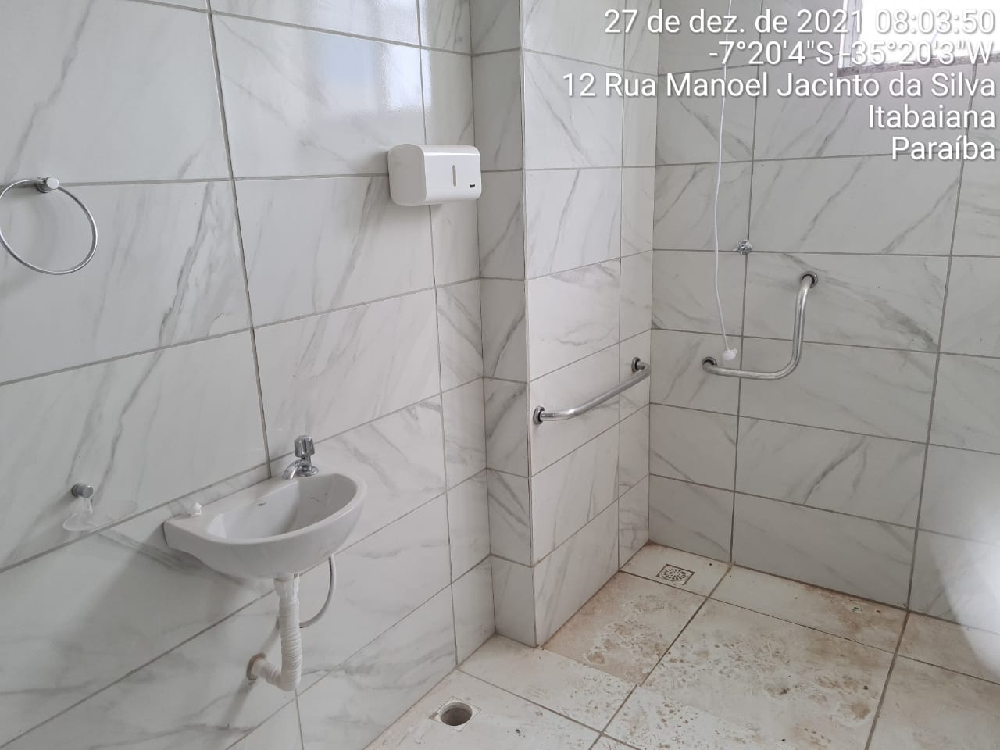 27 de dez. de 2021 08:03:50
-7°20'4"S -35°20'3"W
12 Rua Manoel Jacinto da Silva
Itabaiana
Paraíba